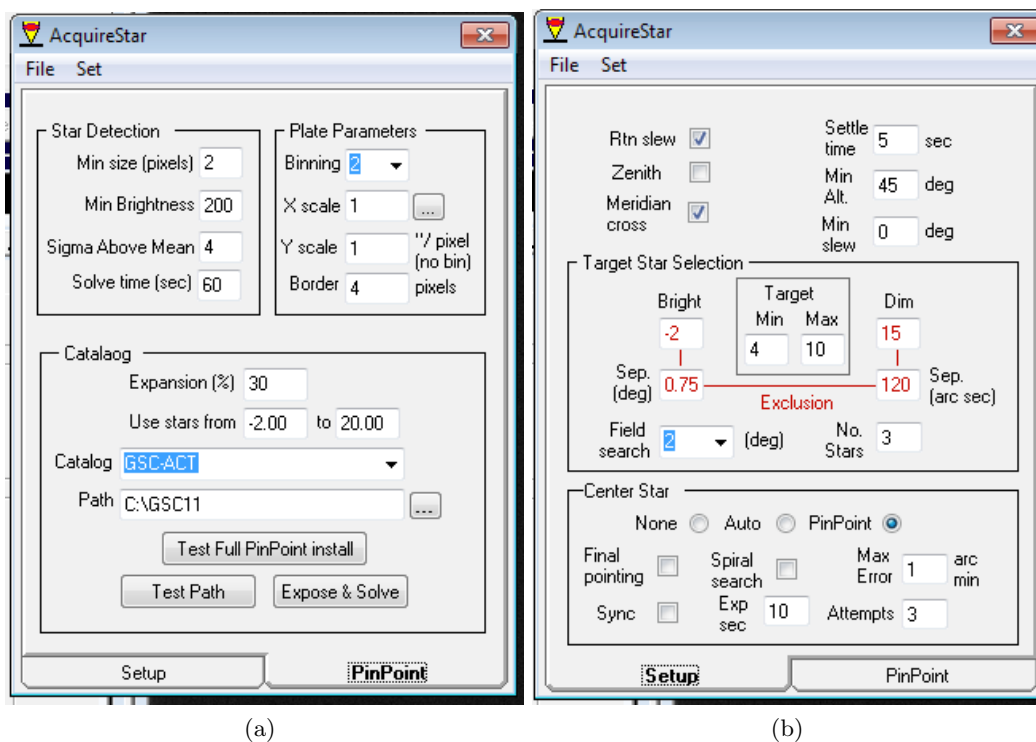 AcquireStar
File Set
Star Detection
Min size (pixels) 2
Min Brightness 200
Sigma Above Mean 4
Solve time (sec) 60
Plate Parameters
Binning 2
X scale 1 ...
Y scale 1 "/ pixel
(no bin)
Border 4 pixels
Catalaog
Expansion (%) 30
Use stars from -2.00 to 20.00
Catalog GSC-ACT
Path C:\GSC11 ...
Test Full PinPoint install
Test Path Expose & Solve
Setup PinPoint
(a)
AcquireStar
File Set
Rtn slew
Zenith
Meridian
cross
Settle
time 5 sec
Min
Alt. 45 deg
Min
slew 0 deg
Target Star Selection
Bright
-2
Target
Min Max
4 10
Dim
15
Sep.
(deg) 0.75
Exclusion
120 Sep.
(arc sec)
Field
search 2 (deg)
No.
Stars 3
Center Star
None Auto PinPoint
Final
pointing
Spiral
search
Max
Error 1 arc
min
Sync
Exp
sec 10
Attempts 3
Setup PinPoint
(b)